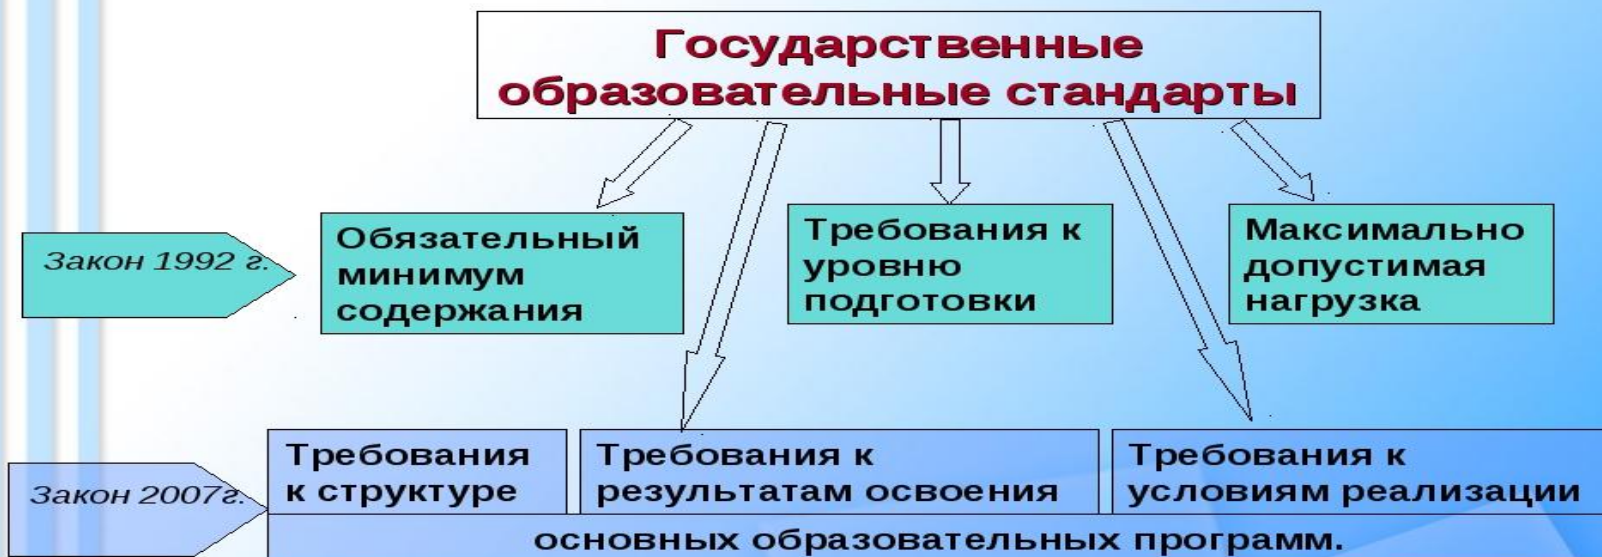 Государственные
образовательные стандарты
Закон 1992 г.
Обязательный
минимум
содержания
Требования к
уровню
подготовки
Максимально
допустимая
нагрузка
Закон 2007г.
Требования
к структуре
Требования к
результатам освоения
Требования к
условиям реализации
основных образовательных программ.